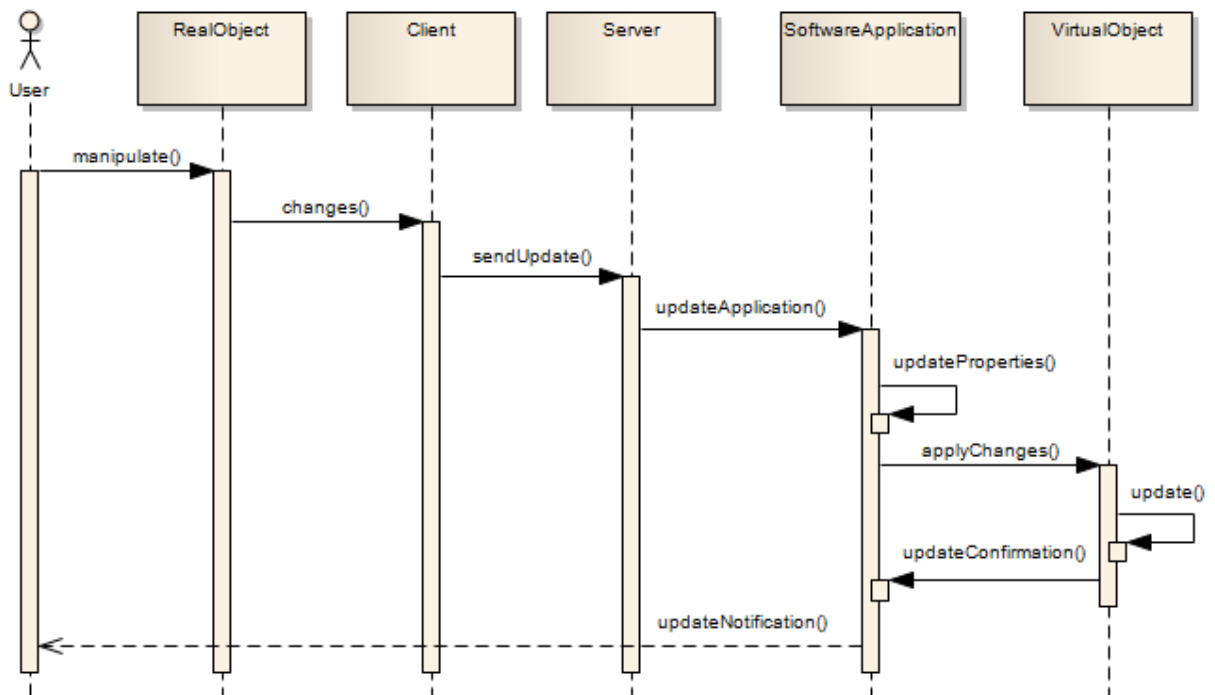 RealObject
Client
Server
SoftwareApplication
VirtualObject
User
manipulate()
changes()
sendUpdate()
updateApplication()
updateProperties()
applyChanges()
update()
updateConfirmation()
updateNotification()